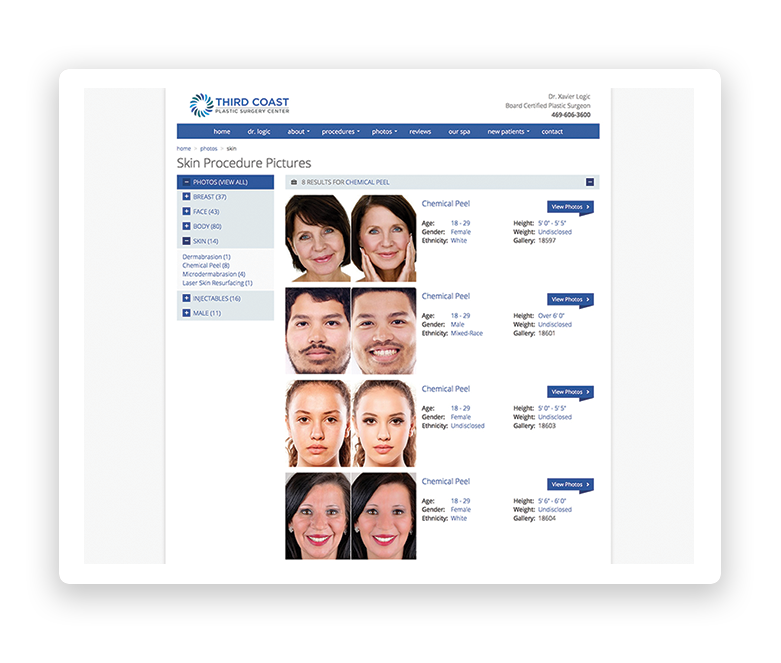 THIRD COAST
PLASTIC SURGERY CENTER
Dr. Xavier Logic
Board Certified Plastic Surgeon
469-606-3600
home dr. logic about procedures photos reviews our spa new patients contact
home photos skin
Skin Procedure Pictures
PHOTOS (VIEW ALL)
BREAST (37)
FACE (43)
BODY (80)
SKIN (14)
Dermabrasion (1)
Chemical Peel (8)
Microdermabrasion (4)
Laser Skin Resurfacing (1)
INJECTABLES (16)
MALE (11)
8 RESULTS FOR CHEMICAL PEEL
Chemical Peel
View Photos
Age: 18 - 29 Height: 5' 0" - 5' 5"
Gender: Female Weight: Undisclosed
Ethnicity: White Gallery: 18597
Chemical Peel
View Photos
Age: 18 - 29 Height: Over 6' 0"
Gender: Male Weight: Undisclosed
Ethnicity: Mixed-Race Gallery: 18601
Chemical Peel
View Photos
Age: 18 - 29 Height: 5' 0" - 5' 5"
Gender: Female Weight: Undisclosed
Ethnicity: Undisclosed Gallery: 18603
Chemical Peel
View Photos
Age: 18 - 29 Height: 5' 6" - 6' 0"
Gender: Female Weight: Undisclosed
Ethnicity: White Gallery: 18604